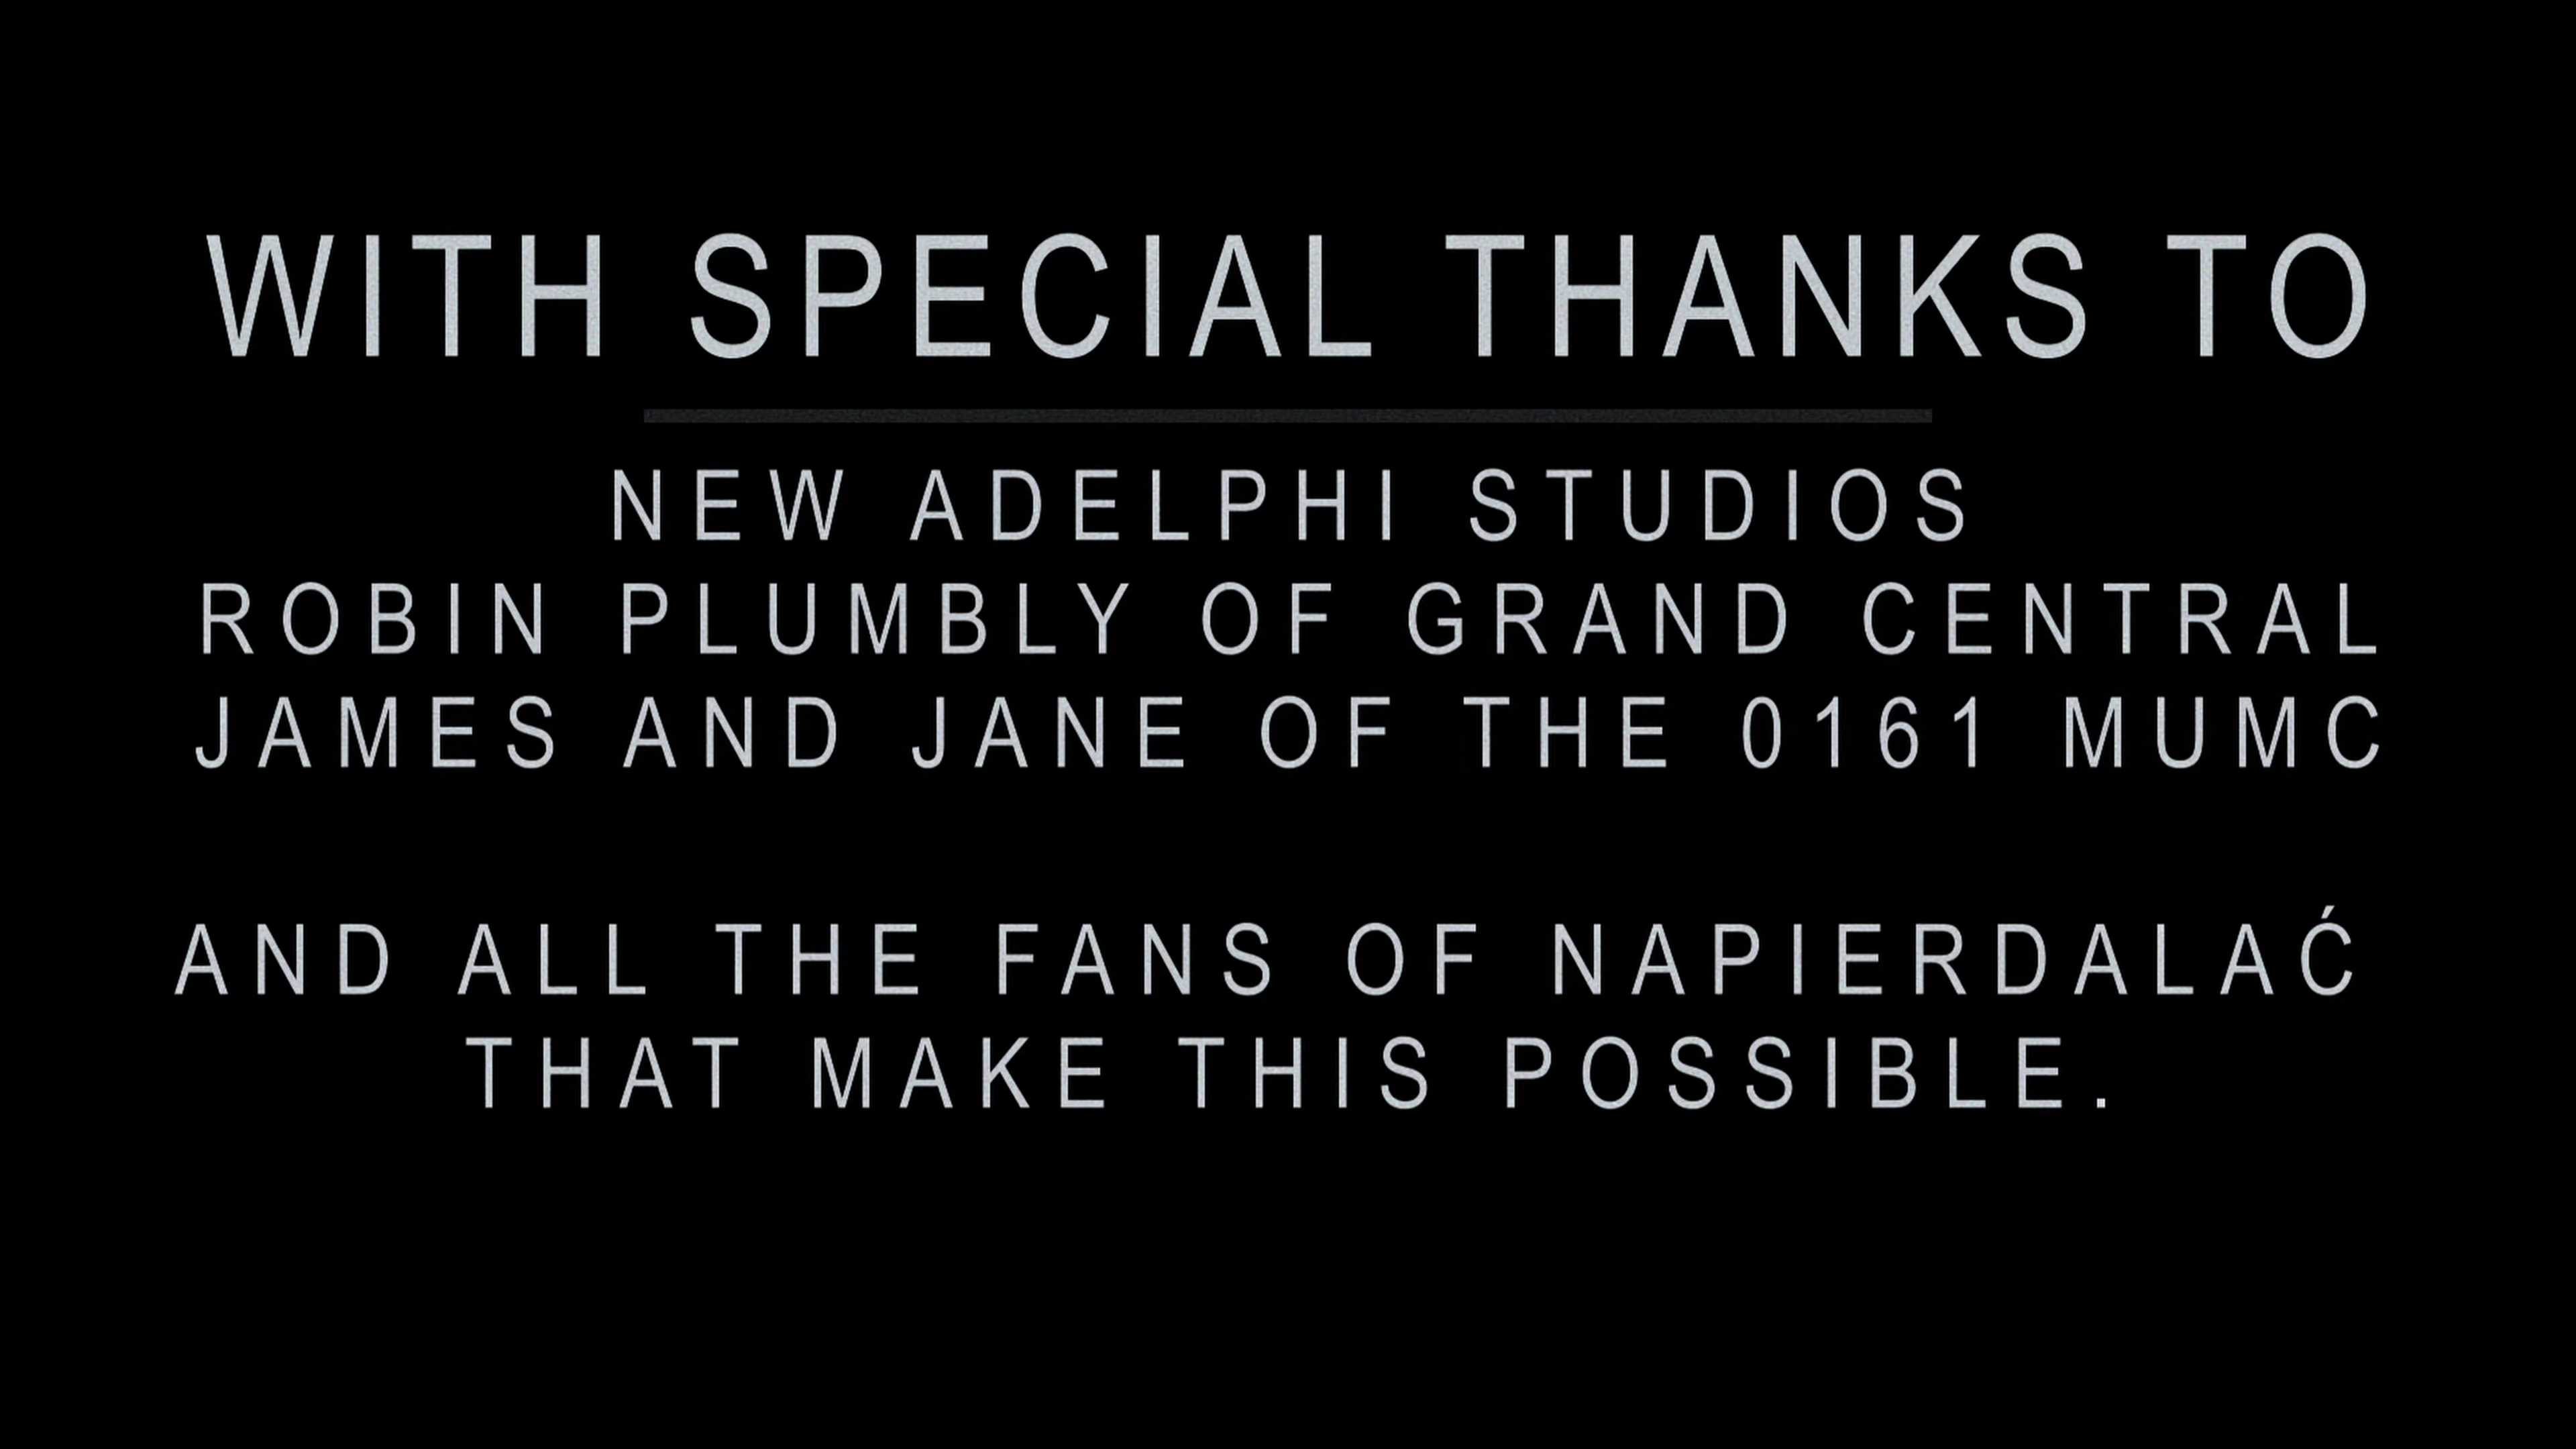 WITH SPECIAL THANKS TO
NEW ADELPHI STUDIOS
ROBIN PLUMBLY OF GRAND CENTRAL
JAMES AND JANE OF THE 0161 MUMC
AND ALL THE FANS OF NAPIERDALAĆ
THAT MAKE THIS POSSIBLE.